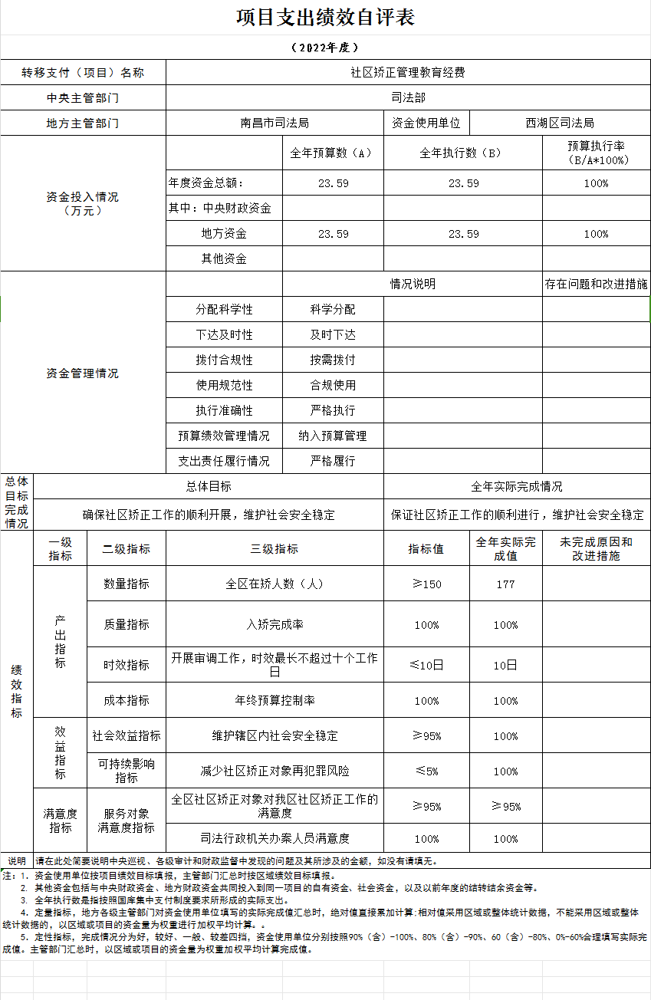 项目支出绩效自评表
（2022年度）
转移支付（项目）名称 社区矫正管理教育经费
中央主管部门 司法部
地方主管部门 南昌市司法局 资金使用单位 西湖区司法局
资金投入情况
（万元）
全年预算数（A） 全年执行数（B） 预算执行率
（B/A*100%）
年度资金总额： 23.59 23.59 100%
其中：中央财政资金
地方资金 23.59 23.59 100%
其他资金
资金管理情况
情况说明 存在问题和改进措施
分配科学性 科学分配
下达及时性 及时下达
拨付合规性 按需拨付
使用规范性 合规使用
执行准确性 严格执行
预算绩效管理情况 纳入预算管理
支出责任履行情况 严格履行
总体
目标
完成
情况
总体目标 全年实际完成情况
确保社区矫正工作的顺利开展，维护社会安全稳定 保证社区矫正工作的顺利进行，维护社会安全稳定
绩
效
指
标
一级
指标
二级指标 三级指标 指标值 全年实际完
成值
未完成原因和
改进措施
产
出
指
标
数量指标 全区在矫人数（人） ≥150 177
质量指标 入矫完成率 100% 100%
时效指标 开展审调工作，时效最长不超过十个工作
日
≤10日 10日
成本指标 年终预算控制率 100% 100%
效
益
指
标
社会效益指标 维护辖区内社会安全稳定 ≥95% 100%
可持续影响
指标
减少社区矫正对象再犯罪风险 ≤5% 100%
满意度
指标
服务对象
满意度指标
全区社区矫正对象对我区社区矫正工作的
满意度
≥95% ≥95%
司法行政机关办案人员满意度 100% 100%
说明 请在此处简要说明中央巡视、各级审计和财政监督中发现的问题及其所涉及的金额，如没有请填无。
注：1. 资金使用单位按项目绩效目标填报，主管部门汇总时按区域绩效目标填报。
2. 其他资金包括与中央财政资金、地方财政资金共同投入到同一项目的自有资金、社会资金，以及以前年度的结转结余资金等。
3. 全年执行数是指按照国库集中支付制度要求所形成的实际支出。
4. 定量指标，地方各级主管部门对资金使用单位填写的实际完成值汇总时，绝对值直接累加计算;相对值采用区域或整体统计数据，不能采用区域或整体
统计数据的，以区域或项目的资金量为权重进行加权平均计算。。
5. 定性指标，完成情况分为好，较好、一般、较差四挡，资金使用单位分别按照90%（含）-100%、80%（含）-90%、60（含）-80%、0%-60%合理填写实际完
成值。主管部门汇总时，以区域或项目的资金量为权重加权平均计算完成值。